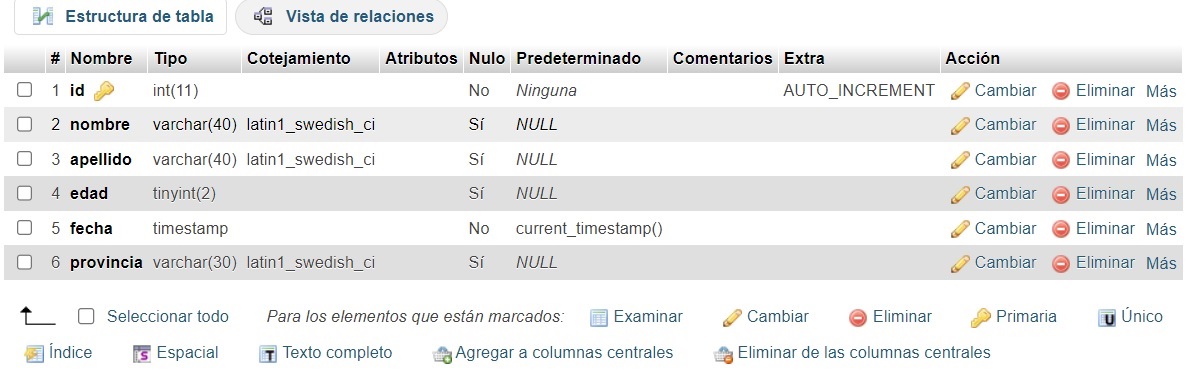 Estructura de tabla Vista de relaciones
# Nombre Tipo Cotejamiento Atributos Nulo Predeterminado Comentarios Extra Acción
1 id int(11) No Ninguna AUTO_INCREMENT Cambiar Eliminar Más
2 nombre varchar(40) latin1_swedish_ci Sí NULL Cambiar Eliminar Más
3 apellido varchar(40) latin1_swedish_ci Sí NULL Cambiar Eliminar Más
4 edad tinyint(2) Sí NULL Cambiar Eliminar Más
5 fecha timestamp No current_timestamp() Cambiar Eliminar Más
6 provincia varchar(30) latin1_swedish_ci Sí NULL Cambiar Eliminar Más
Seleccionar todo Para los elementos que están marcados: Examinar Cambiar Eliminar Primaria Único
Índice Espacial Texto completo Agregar a columnas centrales Eliminar de las columnas centrales